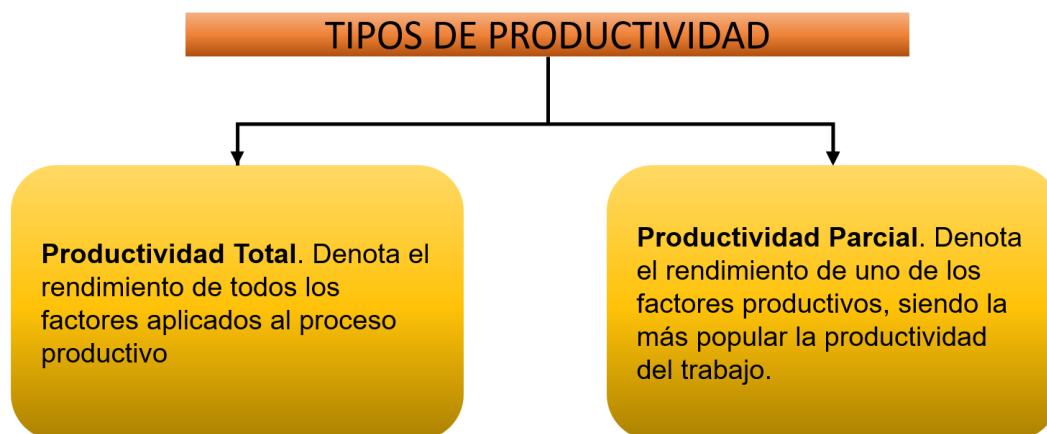 TIPOS DE PRODUCTIVIDAD
Productividad Total. Denota el
rendimiento de todos los
factores aplicados al proceso
productivo
Productividad Parcial. Denota
el rendimiento de uno de los
factores productivos, siendo la
más popular la productividad
del trabajo.